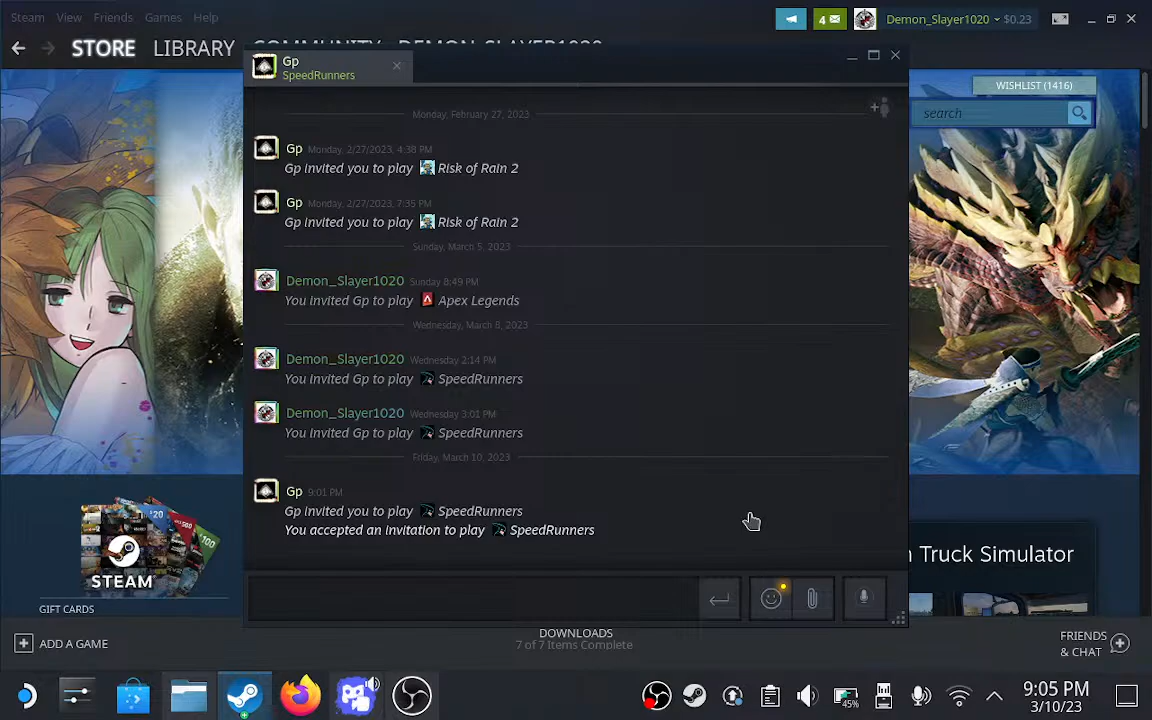 Steam View Friends Games Help
4
Demon_Slayer1020 $0.23
STORE LIBRARY COMMUNITY DEMON_SLAYER1020
Gp
SpeedRunners
WISHLIST (1416)
search
Monday, February 27, 2023
Gp Monday, 2/27/2023, 4:38 PM
Gp invited you to play Risk of Rain 2
Gp Monday, 2/27/2023, 7:35 PM
Gp invited you to play Risk of Rain 2
Sunday, March 5, 2023
Demon_Slayer1020 Sunday 8:49 PM
You invited Gp to play Apex Legends
Wednesday, March 8, 2023
Demon_Slayer1020 Wednesday 2:14 PM
You invited Gp to play SpeedRunners
Demon_Slayer1020 Wednesday 3:01 PM
You invited Gp to play SpeedRunners
Friday, March 10, 2023
Gp 9:01 PM
Gp invited you to play SpeedRunners
You accepted an invitation to play SpeedRunners
$20
$100
STEAM
GIFT CARDS
Truck Simulator
ADD A GAME
DOWNLOADS
7 of 7 Items Complete
FRIENDS
& CHAT
45%
9:05 PM
3/10/23